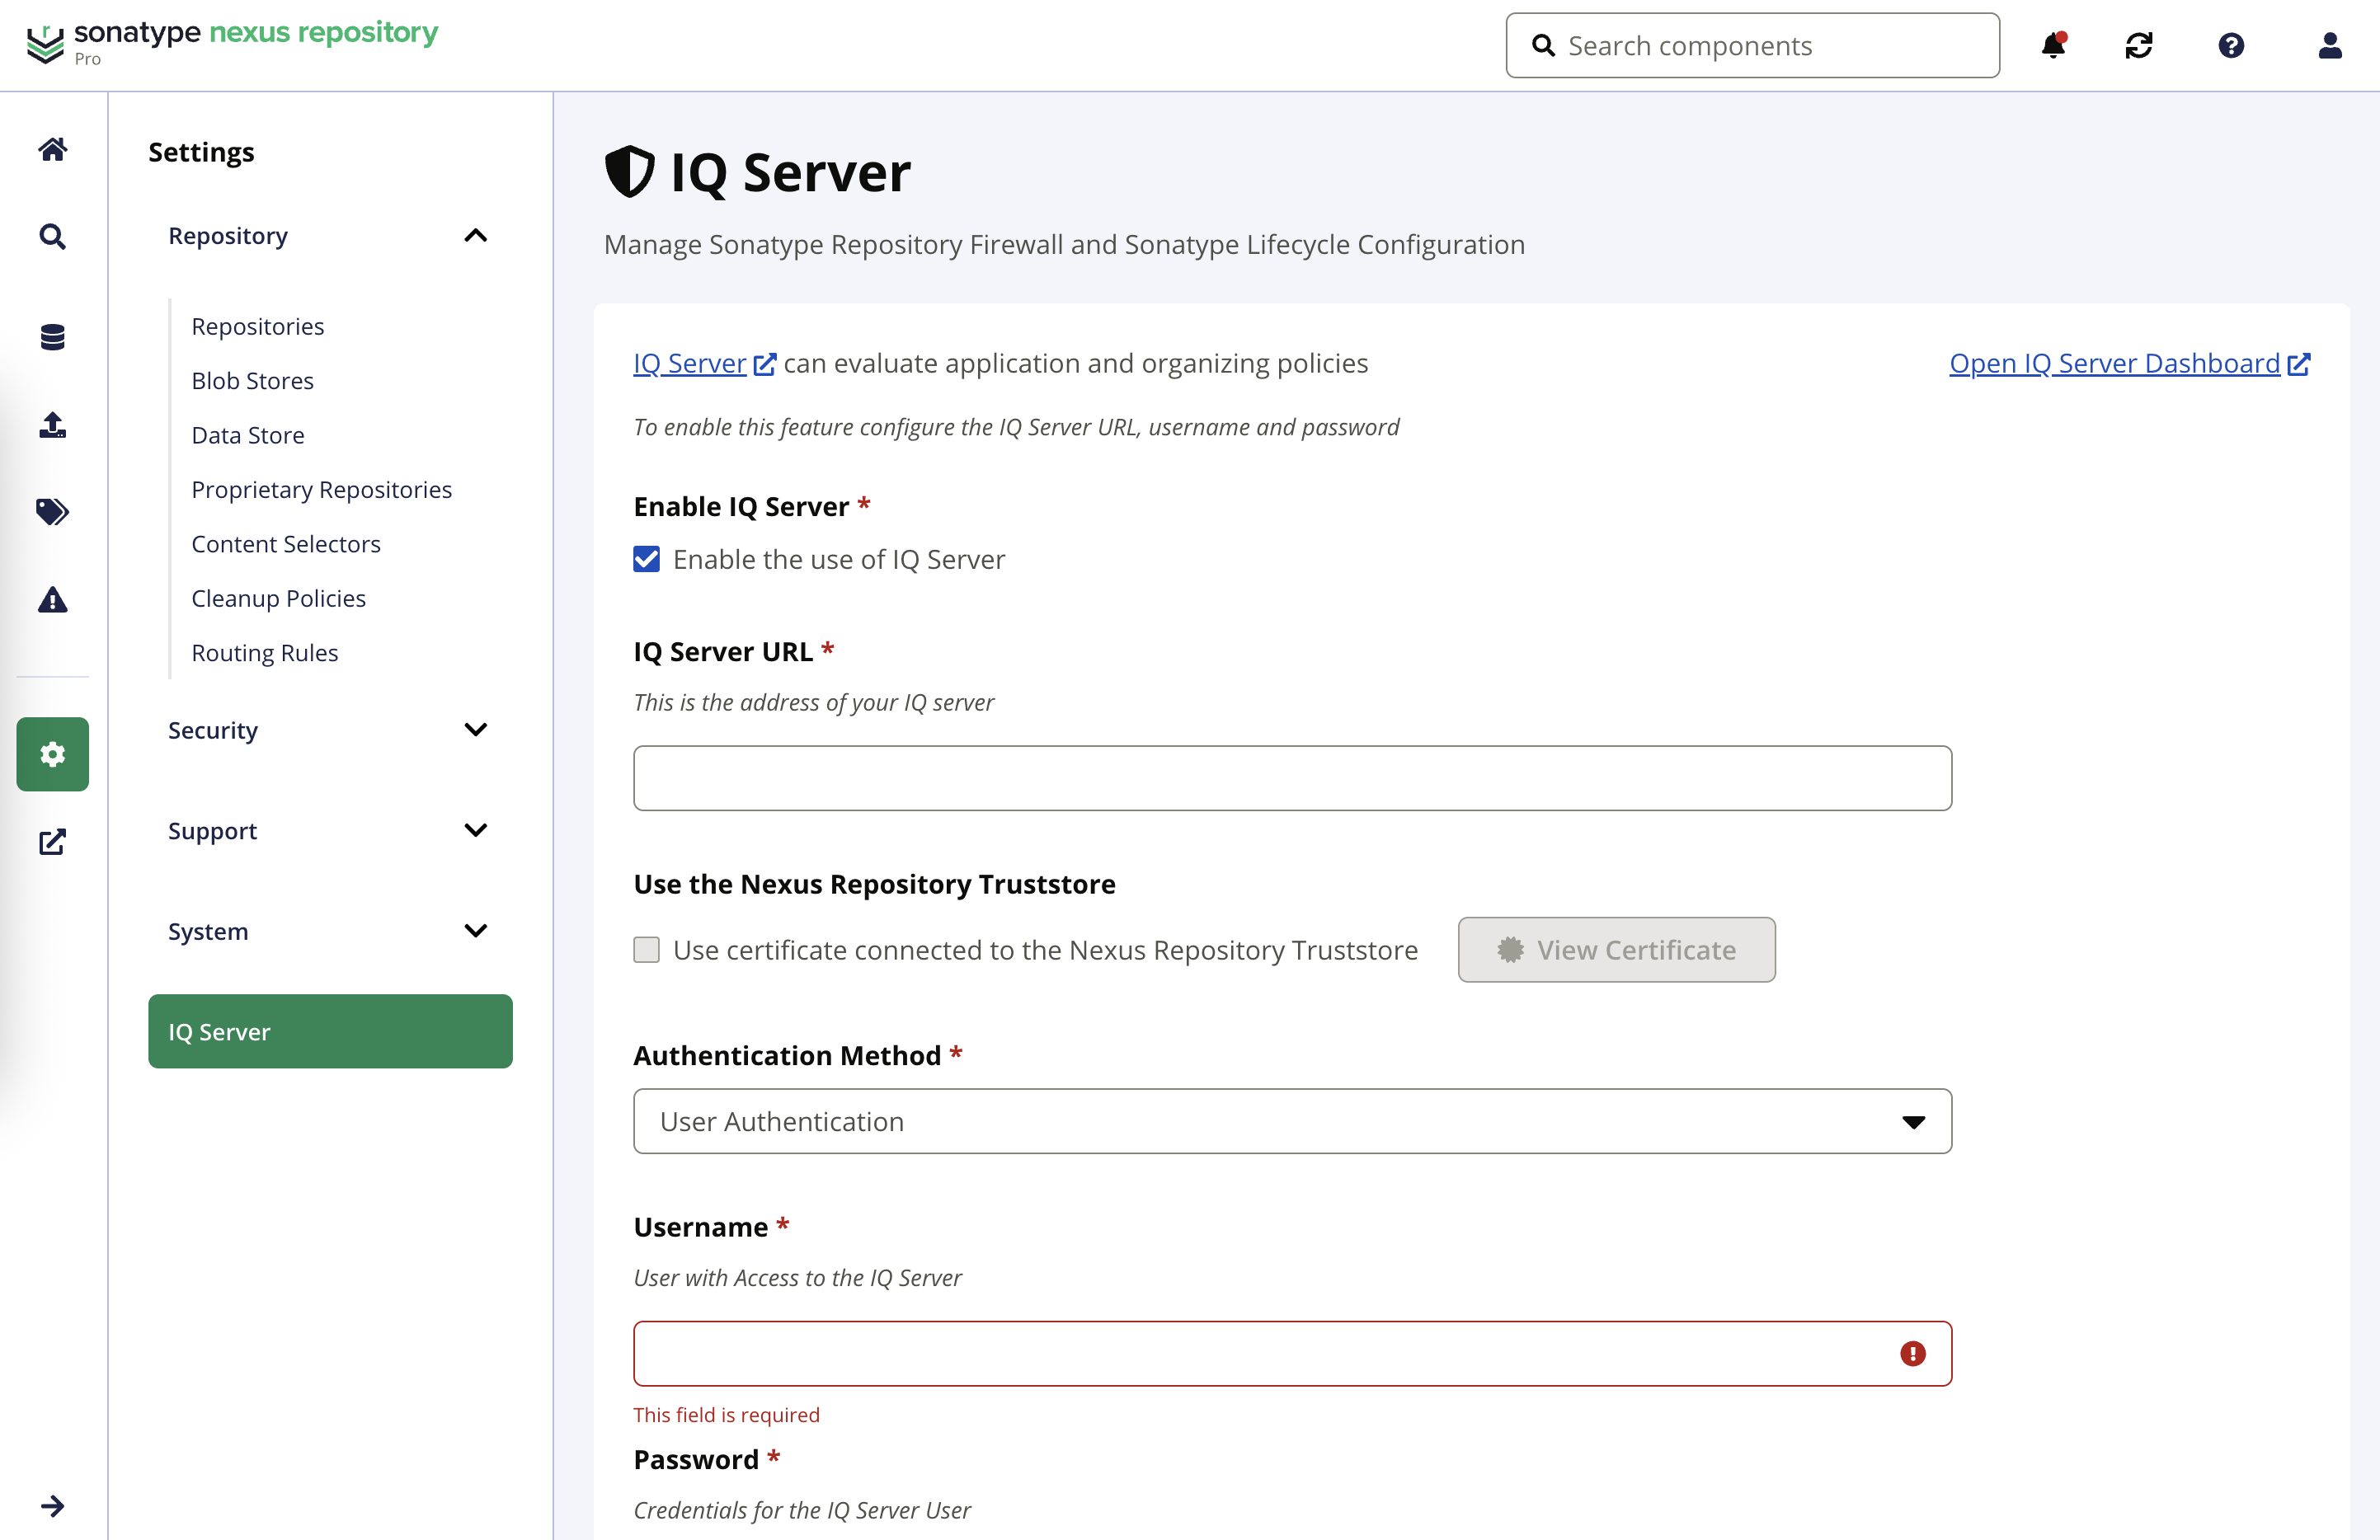 sonatype nexus repository
Pro
Search components
Settings
Repository
Repositories
Blob Stores
Data Store
Proprietary Repositories
Content Selectors
Cleanup Policies
Routing Rules
Security
Support
System
IQ Server
IQ Server
Manage Sonatype Repository Firewall and Sonatype Lifecycle Configuration
IQ Server can evaluate application and organizing policies
Open IQ Server Dashboard
To enable this feature configure the IQ Server URL, username and password
Enable IQ Server *
Enable the use of IQ Server
IQ Server URL *
This is the address of your IQ server
Use the Nexus Repository Truststore
Use certificate connected to the Nexus Repository Truststore
View Certificate
Authentication Method *
User Authentication
Username *
User with Access to the IQ Server
This field is required
Password *
Credentials for the IQ Server User